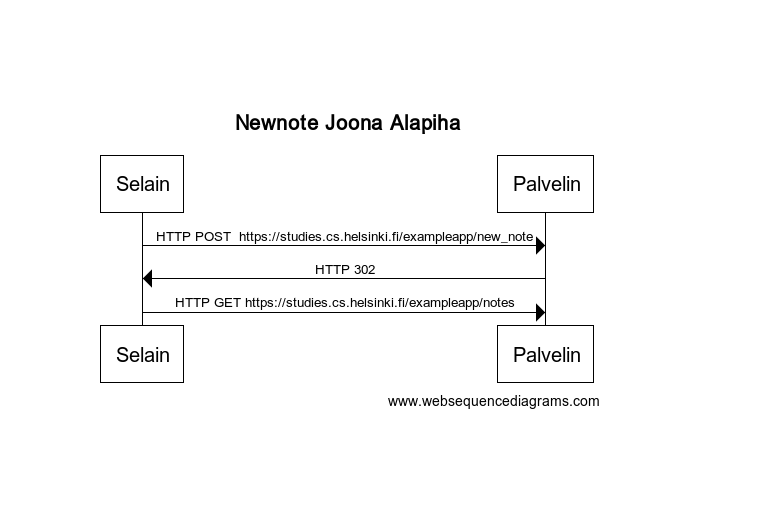 Newnote Joona Alapiha
Selain
Palvelin
HTTP POST  https://studies.cs.helsinki.fi/exampleapp/new_note
HTTP 302
HTTP GET https://studies.cs.helsinki.fi/exampleapp/notes
Selain
Palvelin
www.websequencediagrams.com